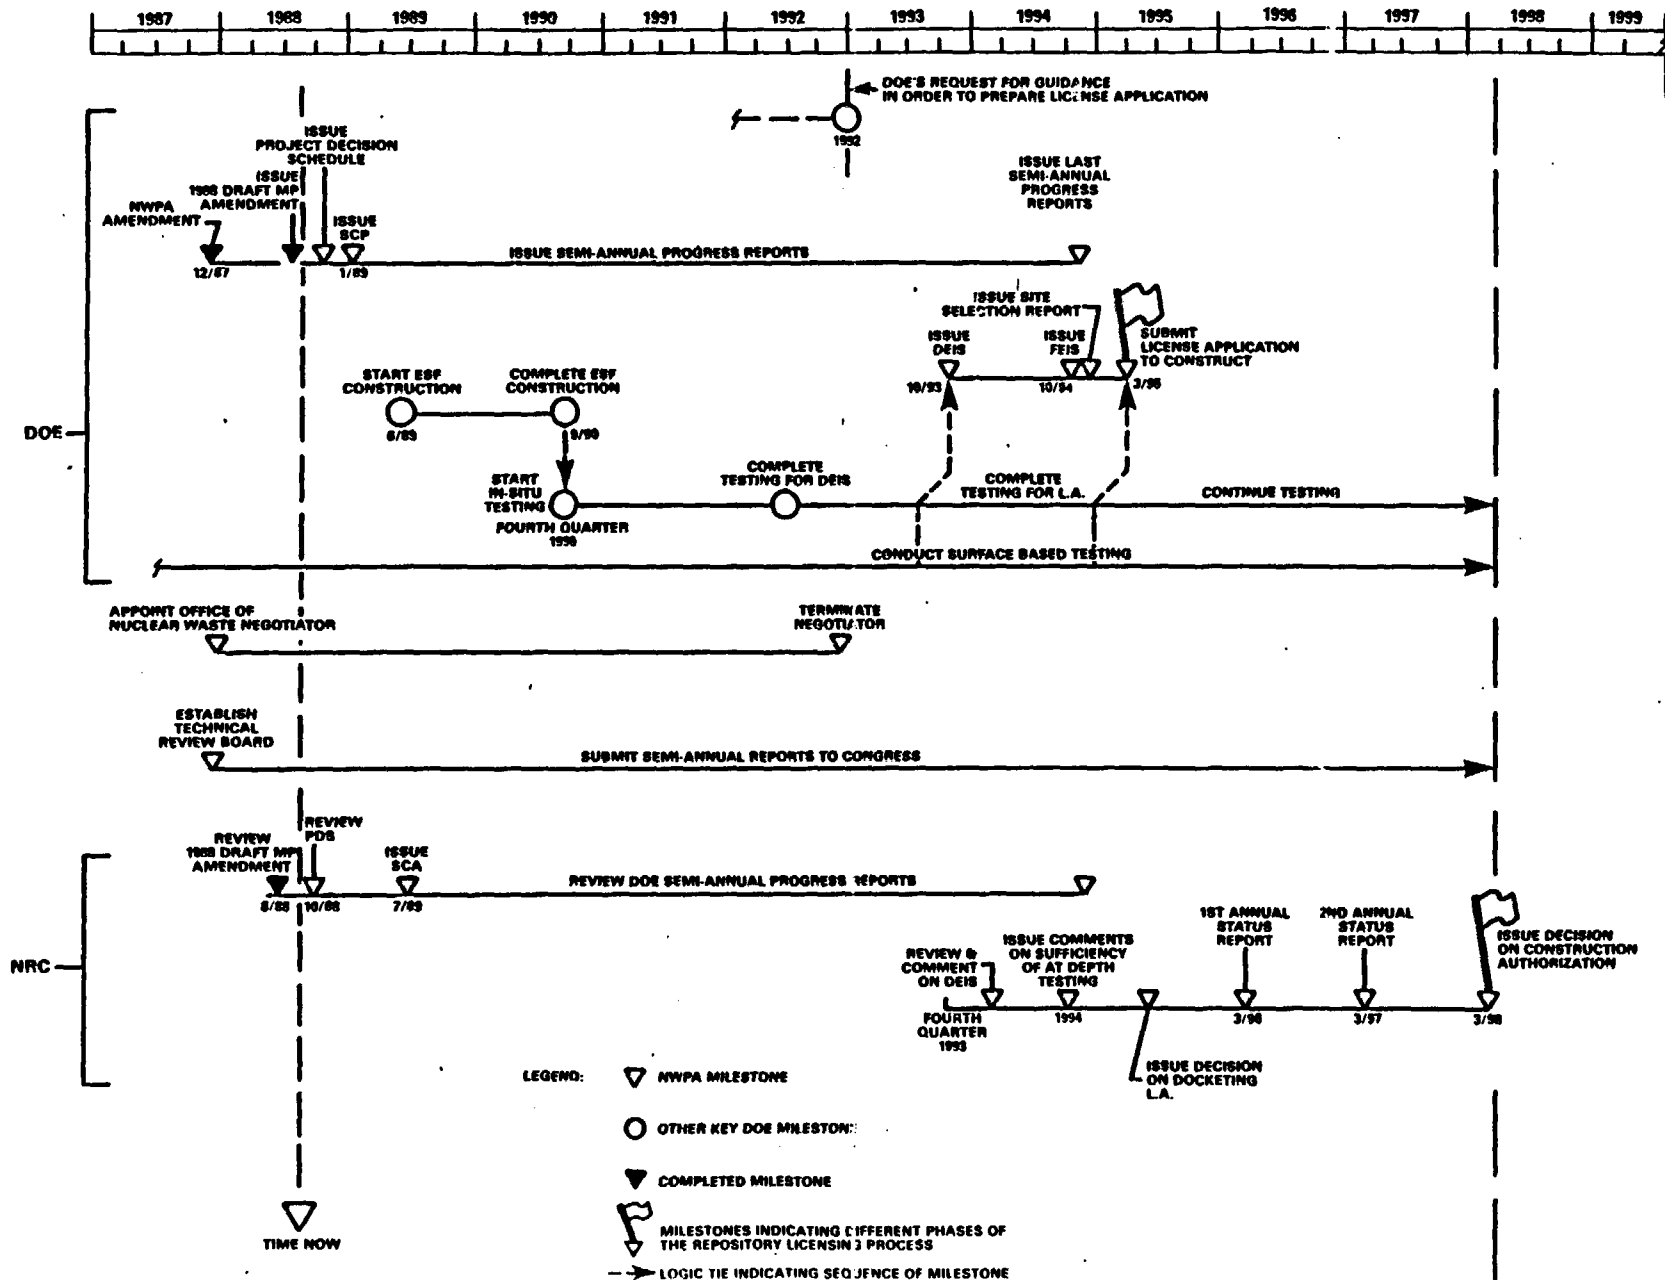 1987 1988 1989 1990 1991 1992 1993 1994 1995 1996 1997 1998 1999
DOE'S REQUEST FOR GUIDANCE
IN ORDER TO PREPARE LICENSE APPLICATION
1992
ISSUE
PROJECT DECISION
SCHEDULE
ISSUE
1988 DRAFT MP
AMENDMENT
NWPA
AMENDMENT
ISSUE
SCP
12/87
1/89
ISSUE SEMI-ANNUAL PROGRESS REPORTS
ISSUE LAST
SEMI-ANNUAL
PROGRESS
REPORTS
ISSUE SITE
SELECTION REPORT
ISSUE
DEIS
ISSUE
FEIS
SUBMIT
LICENSE APPLICATION
TO CONSTRUCT
10/93
10/94
3/95
START ESF
CONSTRUCTION
COMPLETE ESF
CONSTRUCTION
6/89
9/90
DOE
START
IN-SITU
TESTING
FOURTH QUARTER
1990
COMPLETE
TESTING FOR DEIS
COMPLETE
TESTING FOR L.A.
CONTINUE TESTING
CONDUCT SURFACE BASED TESTING
APPOINT OFFICE OF
NUCLEAR WASTE NEGOTIATOR
TERMINATE
NEGOTIATOR
ESTABLISH
TECHNICAL
REVIEW BOARD
SUBMIT SEMI-ANNUAL REPORTS TO CONGRESS
REVIEW
1988 DRAFT MP
AMENDMENT
REVIEW
PDS
ISSUE
SCA
8/88
10/88
7/89
REVIEW DOE SEMI-ANNUAL PROGRESS REPORTS
NRC
REVIEW &
COMMENT
ON DEIS
FOURTH
QUARTER
1993
ISSUE COMMENTS
ON SUFFICIENCY
OF AT DEPTH
TESTING
1994
ISSUE DECISION
ON DOCKETING
L.A.
1ST ANNUAL
STATUS
REPORT
3/96
2ND ANNUAL
STATUS
REPORT
3/97
ISSUE DECISION
ON CONSTRUCTION
AUTHORIZATION
3/98
LEGEND:
NWPA MILESTONE
OTHER KEY DOE MILESTONE
COMPLETED MILESTONE
MILESTONES INDICATING DIFFERENT PHASES OF
THE REPOSITORY LICENSING PROCESS
LOGIC TIE INDICATING SEQUENCE OF MILESTONE
TIME NOW